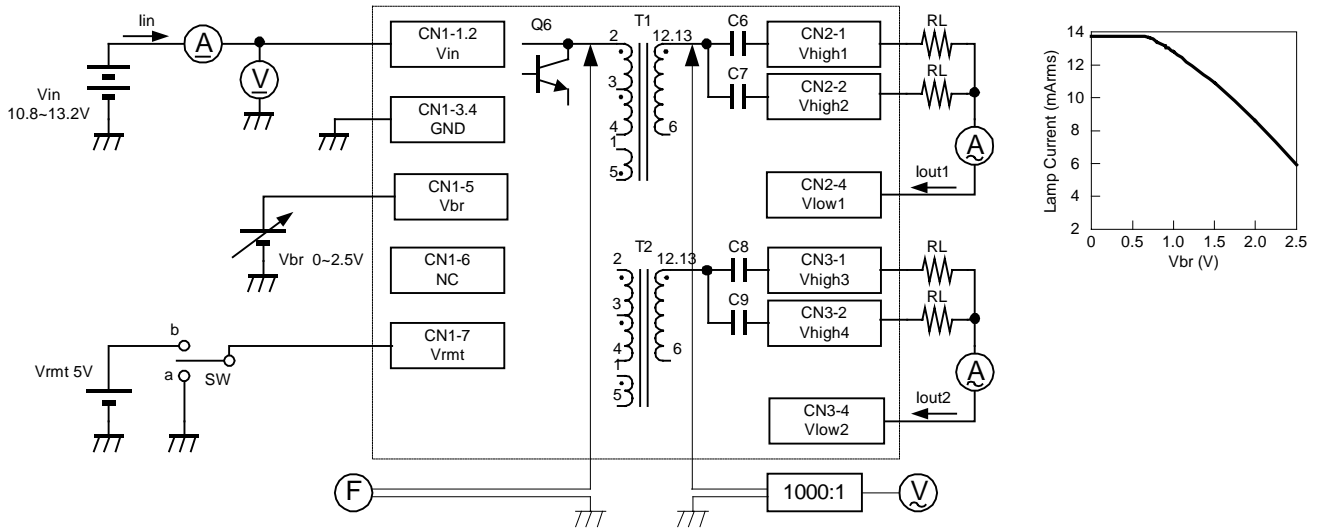 Iin
A
V
Vin
10.8~13.2V
CN1-1.2
Vin
CN1-3.4
GND
CN1-5
Vbr
Vbr 0~2.5V
CN1-6
NC
CN1-7
Vrmt
Vrmt 5V
b
a
SW
Q6
T1
2
3
4
1
5
12.13
6
C6
C7
CN2-1
Vhigh1
CN2-2
Vhigh2
RL
RL
A
CN2-4
Vlow1
Iout1
T2
2
3
4
1
5
12.13
6
C8
C9
CN3-1
Vhigh3
CN3-2
Vhigh4
RL
RL
A
CN3-4
Vlow2
Iout2
F
1000:1
V
Lamp Current (mArms)
14
12
10
8
6
4
2
0 0.5 1.0 1.5 2.0 2.5
Vbr (V)